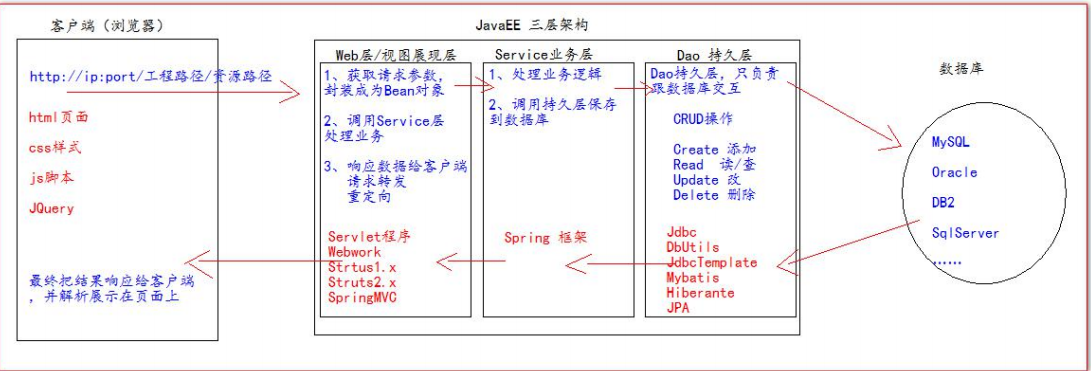 客户端（浏览器）
http://ip:port/工程路径/资源路径
html页面
css样式
js脚本
JQuery
最终把结果响应给客户端
，并解析展示在页面上
JavaEE 三层架构
Web层/视图展现层
1、获取请求参数，
封装成为Bean对象
2、调用Service层
处理业务
3、响应数据给客户端
请求转发
重定向
Servlet程序
Webwork
Strtus1.x
Struts2.x
SpringMVC
Service业务层
1、处理业务逻辑
2、调用持久层保存
到数据库
Spring 框架
Dao 持久层
Dao持久层，只负责
跟数据库交互
CRUD操作
Create 添加
Read 读/查
Update 改
Delete 删除
Jdbc
DbUtils
JdbcTemplate
Mybatis
Hiberante
JPA
数据库
MySQL
Oracle
DB2
SqlServer
......